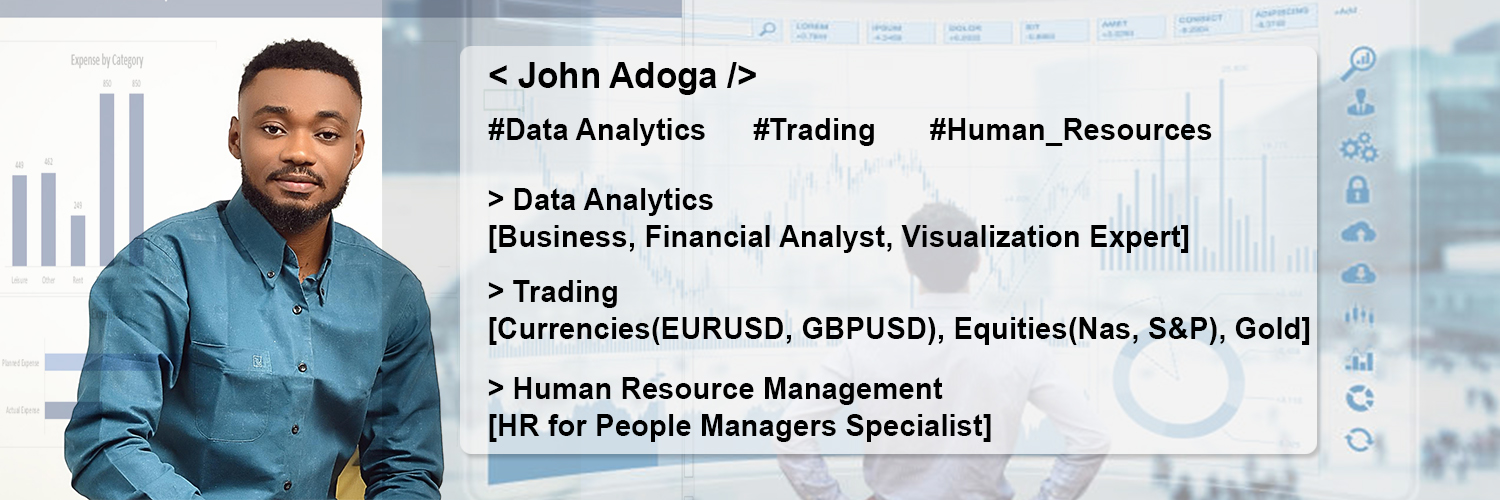 < John Adoga />
#Data Analytics #Trading #Human_Resources
> Data Analytics
[Business, Financial Analyst, Visualization Expert]
> Trading
[Currencies(EURUSD, GBPUSD), Equities(Nas, S&P), Gold]
> Human Resource Management
[HR for People Managers Specialist]
Expense by Category
850 850
449 462
249
Leisure Other Rent
Planned Expense
Actual Expense
LOREM IPSUM DOLOR SIT AMET CONNECT ADIPISCING